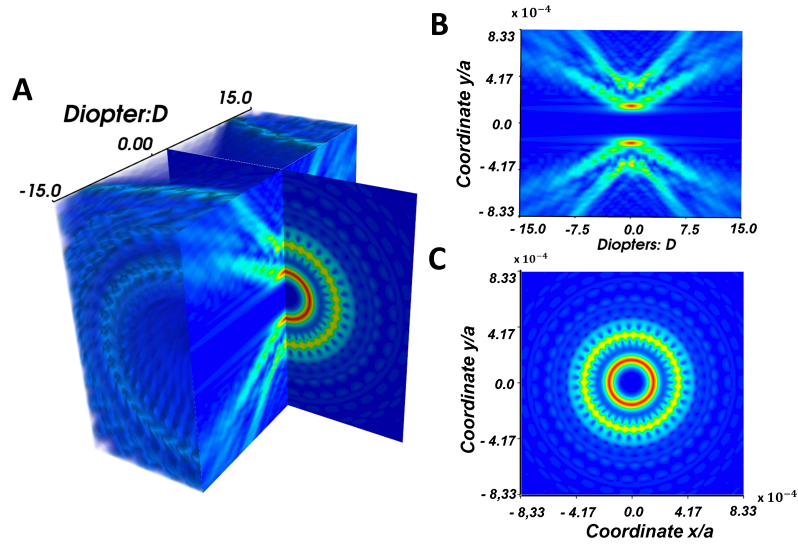 A
Diopter:D
15.0
0.00
-15.0
B
x 10⁻⁴
8.33
4.17
0.0
- 4.17
- 8.33
Coordinate y/a
- 15.0 -7.5 0.0 7.5 15.0
Diopters: D
C
x 10⁻⁴
8.33
4.17
0.0
- 4.17
- 8,33
Coordinate y/a
x 10⁻⁴
- 8,33 - 4.17 0.0 4.17 8.33
Coordinate x/a